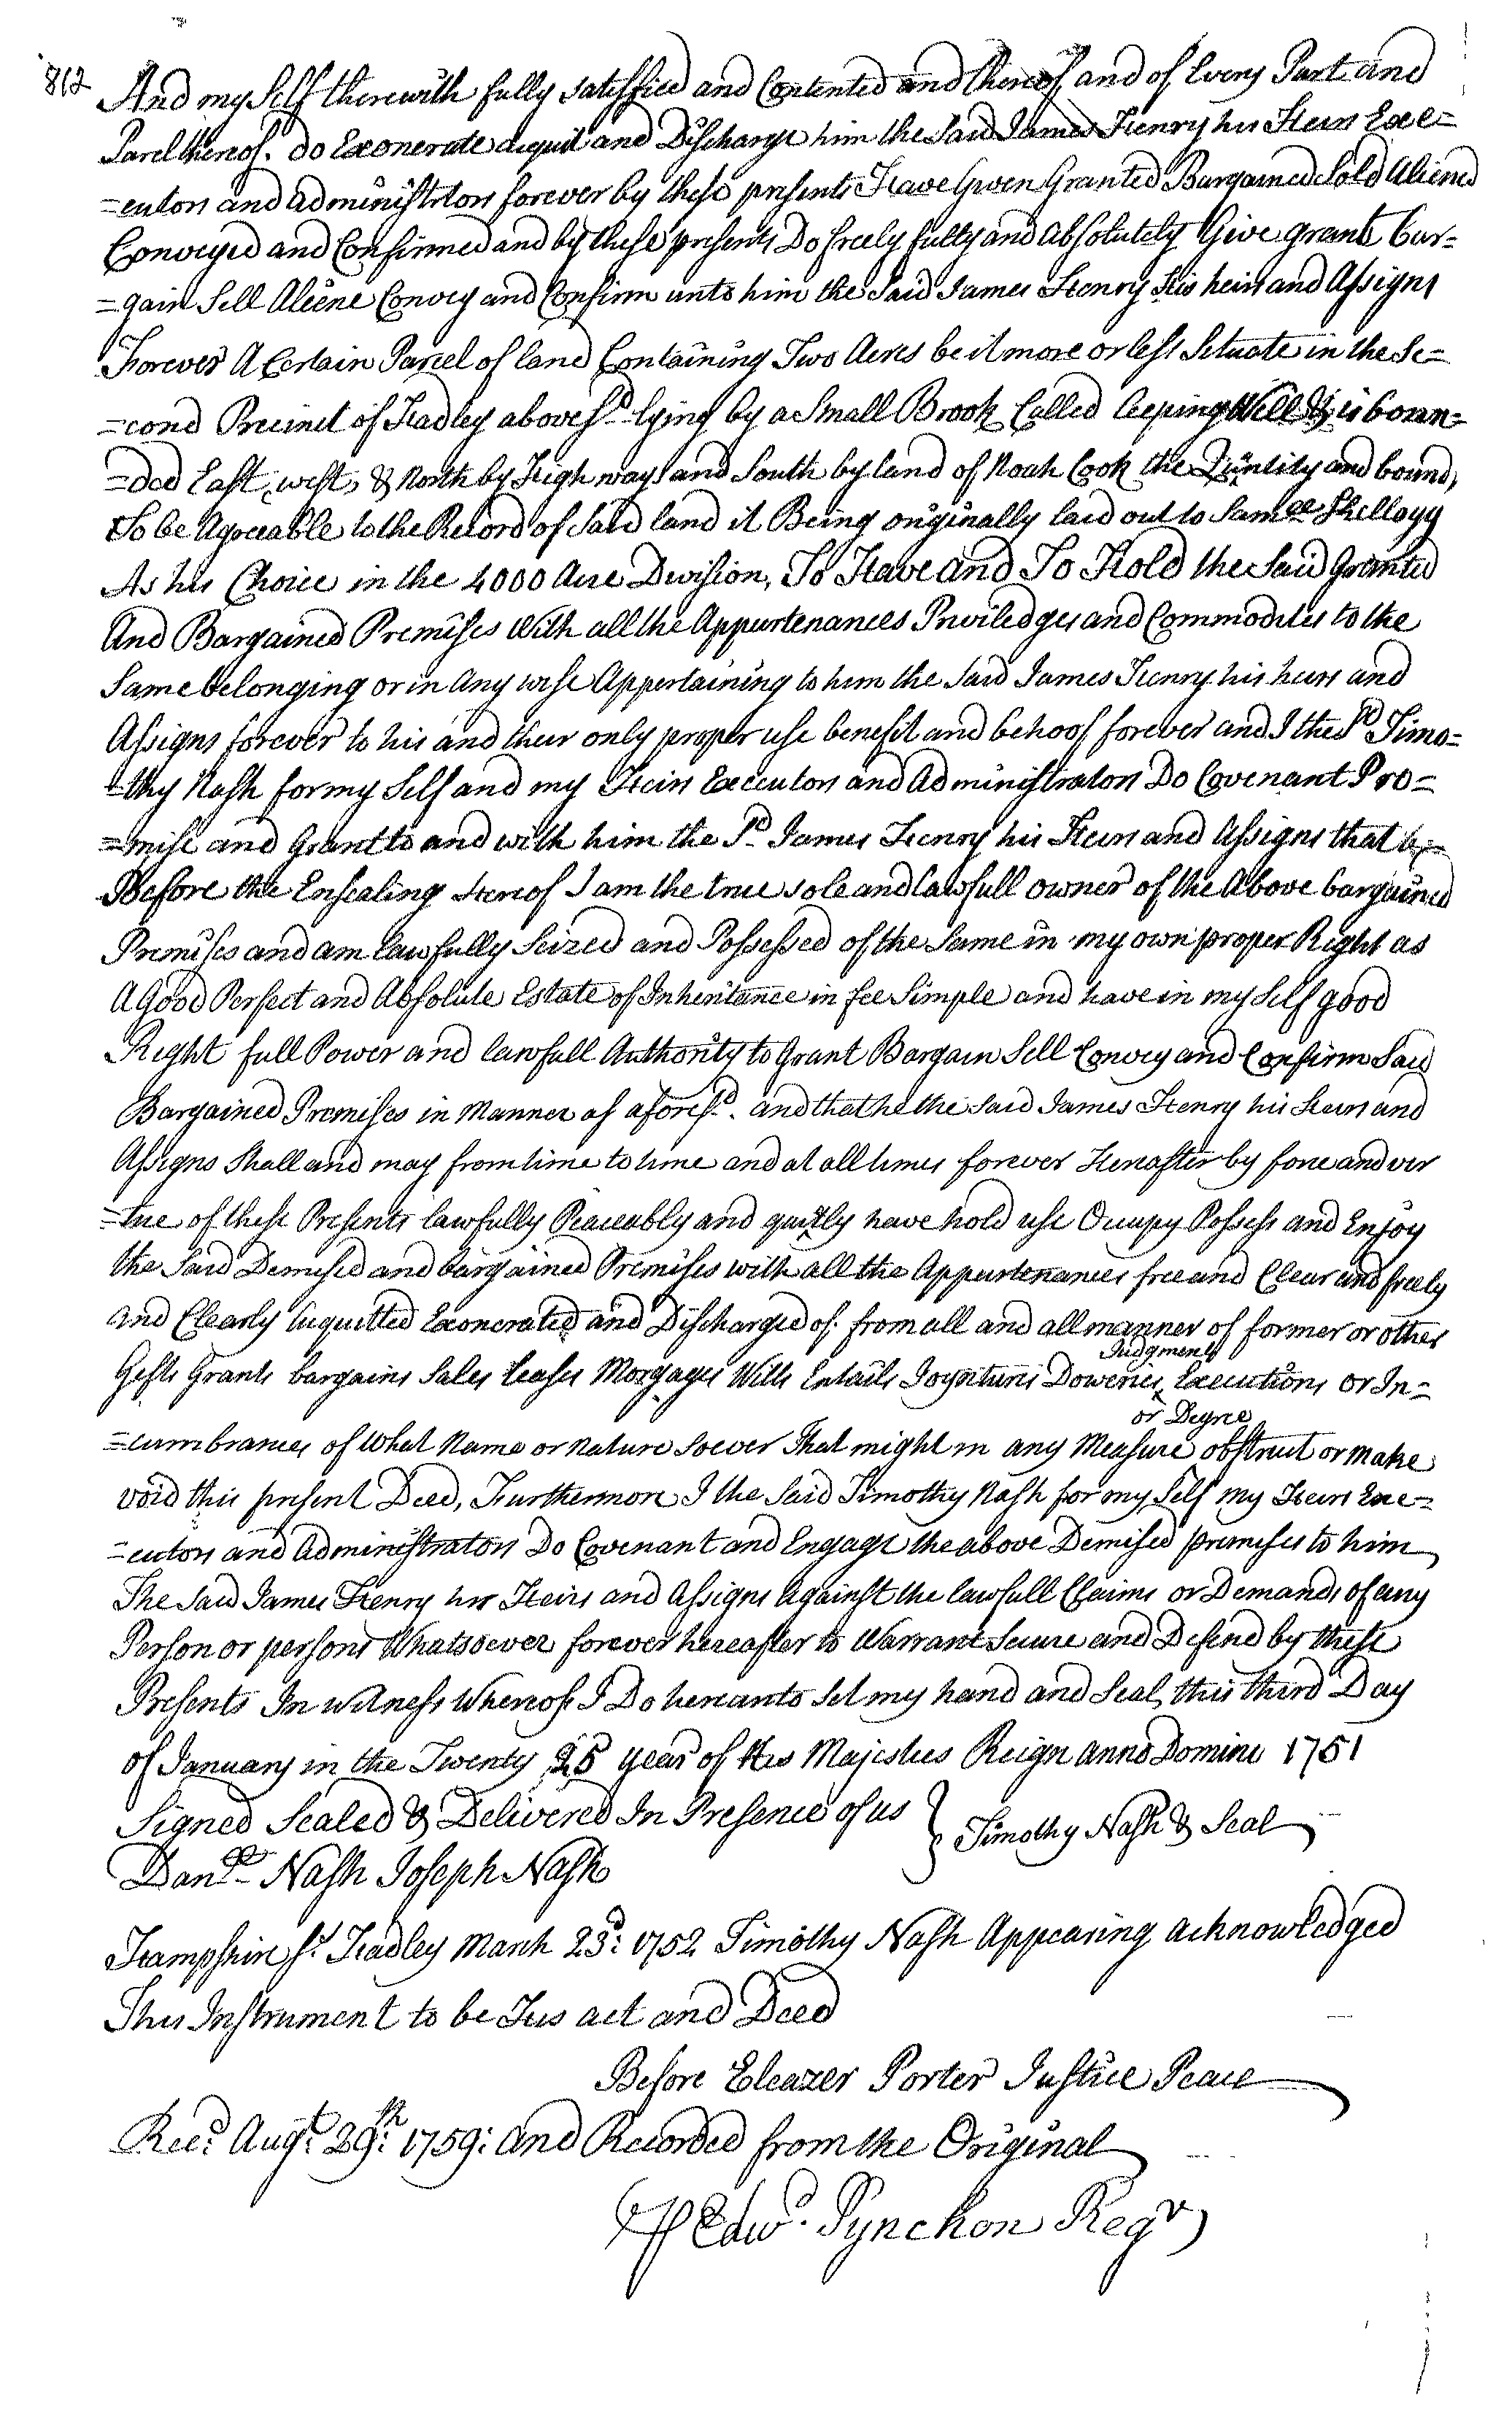 812
And my Self therewith fully satesfied and Contented and thereof, and of Every Part and
Parcel thereof. do Exonerate acquit and Discharge him the Said James Henry his Heirs Exec=
=eutors and administrtors forever by these presents Have Given Granted Bargained Sold Aliened
Conveyed and Confirmed and by these presents Do freely fully and absolutely Give grant bar=
=gain Sell Aliene Convey and Confirm unto him the Said James Henry His heirs and Assigns
Forever A Certain Parcel of land Containing Two Acres be it more or less Situate in the Se=
=cond Precinct of Hadley aboves.d lying by a Small Brook Called Leeping Well & is boun=
=ded East, west, & North by High ways and South by land of Noah Cook the Quntity and bounds
To be Agreeable to the Record of Said land it Being originally laid out to Sam.ll Kellogg
As his Choice in the 4000 Acre Division, To Have and To Hold the Said Granted
And Bargained Premises With all the Appurtenances Priviledges and Commodities to the
Same belonging or in Any wise Appertaining to him the Said James Henry his heirs and
Assigns forever to his and their only proper use benefit and behoof forever and I the S.d Timo=
=thy Nash for my Self and my Heirs Executors and administrators Do Covenant Pro=
=mise and Grant to and with him the S.d James Henry his Heirs and Assigns that
Before the Ensealing Hereof I am the true sole and lawfull owner of the Above bargained
Premises and am lawfully Seized and Possessed of the Same in my own proper Right as
A Good Perfect and Absolute Estate of Inheritance in fee Simple and have in my Self good
Right full Power and lawfull Authority to Grant Bargain Sell Convey and Confirm Said
Bargained Premises in Manner as afores.d. and that he the Said James Henry his Heirs and
Assigns Shall and may from time to time and at all times forever Hereafter by force and ver
=tue of these Presents lawfully Peaceably and quitly have hold use Occupy Possess and Enjoy
the Said Demised and bargained Premises with all the Appurtenances free and Clear and freely
and Clearly Acquitted Exonerated and Discharged of. from all and all manner of former or other
Gifts Grants bargains Sales Leases Morgages Wills Entails Joyntures Doweries Judgments Executions or In=
=cumbrances of What Name or nature Soever That might in any Measure or Degree obstruct or make
void this present Deed, Furthermore I the Said Timothy Nash for my Self my Heirs Exe=
=cutors and administrators Do Covenant and Engage the above Demised premises to him
The Said James Henry his Heirs and Assigns Against the lawfull Claims or Demands of any
Person or persons Whatsoever forever hereafter to Warrant Secure and Defend by these
Presents In witness Whereof I Do hereunto Set my hand and Seal, this third Day
of January in the Twenty 25 year of His Majesties Reign anno Domini 1751
Signed Sealed & Delivered In Presence of us } Timothy Nash & Seal
Dan.ll Nash Joseph Nash
Hampshire ss. Hadley March 23.d: 1752 Timothy Nash Appearing acknowledged
This Instrument to be His act and Deed
Before Eleazer Porter Justice Peace
Rec.d Aug.t 29.th: 1759: and Recorded from the Original
℔ Edw.d Pynchon Reg.r